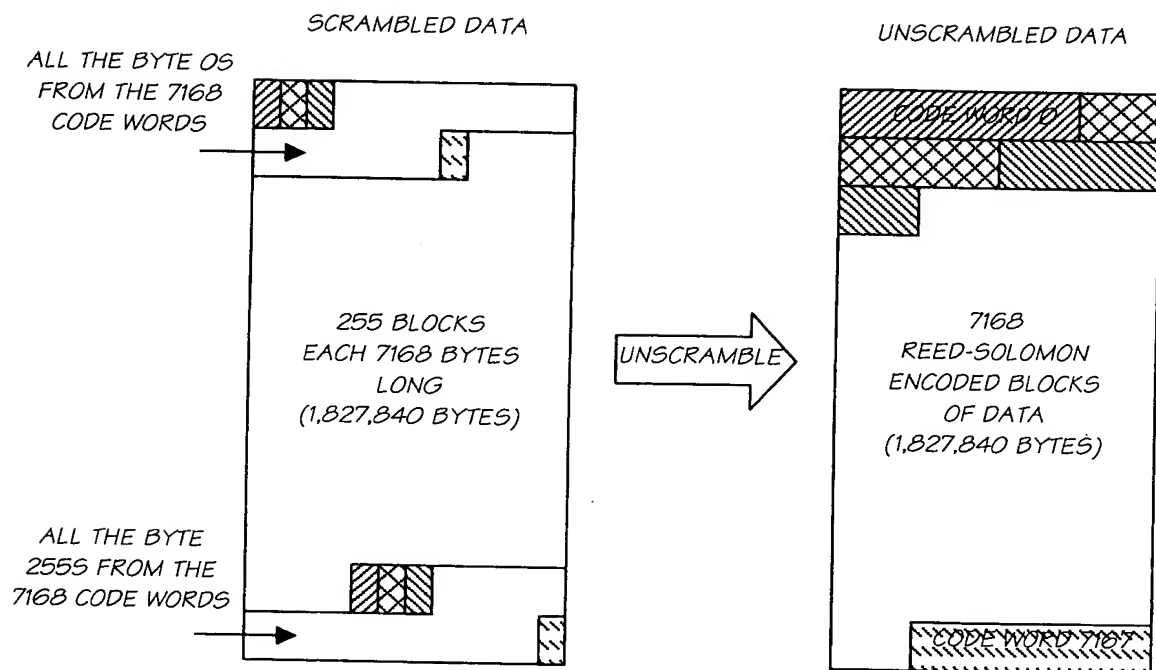 SCRAMBLED DATA
ALL THE BYTE 0S
FROM THE 7168
CODE WORDS
255 BLOCKS
EACH 7168 BYTES
LONG
(1,827,840 BYTES)
ALL THE BYTE
255S FROM THE
7168 CODE WORDS
UNSCRAMBLE
UNSCRAMBLED DATA
CODE WORD 0
7168
REED-SOLOMON
ENCODED BLOCKS
OF DATA
(1,827,840 BYTES)
CODE WORD 7167